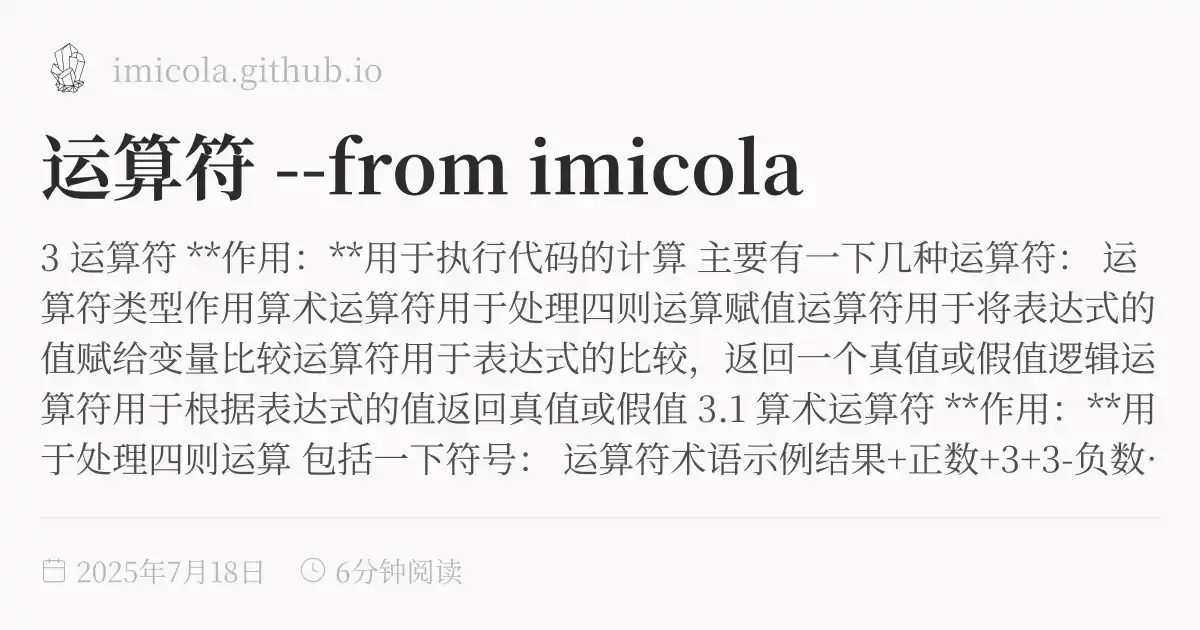 imicola.github.io
运算符 --from imicola
3 运算符 **作用：**用于执行代码的计算 主要有一下几种运算符： 运
算符类型作用算术运算符用于处理四则运算赋值运算符用于将表达式的
值赋给变量比较运算符用于表达式的比较，返回一个真值或假值逻辑运
算符用于根据表达式的值返回真值或假值 3.1 算术运算符 **作用：**用
于处理四则运算 包括一下符号： 运算符术语示例结果+正数+3+3-负数·
2025年7月18日
6分钟阅读